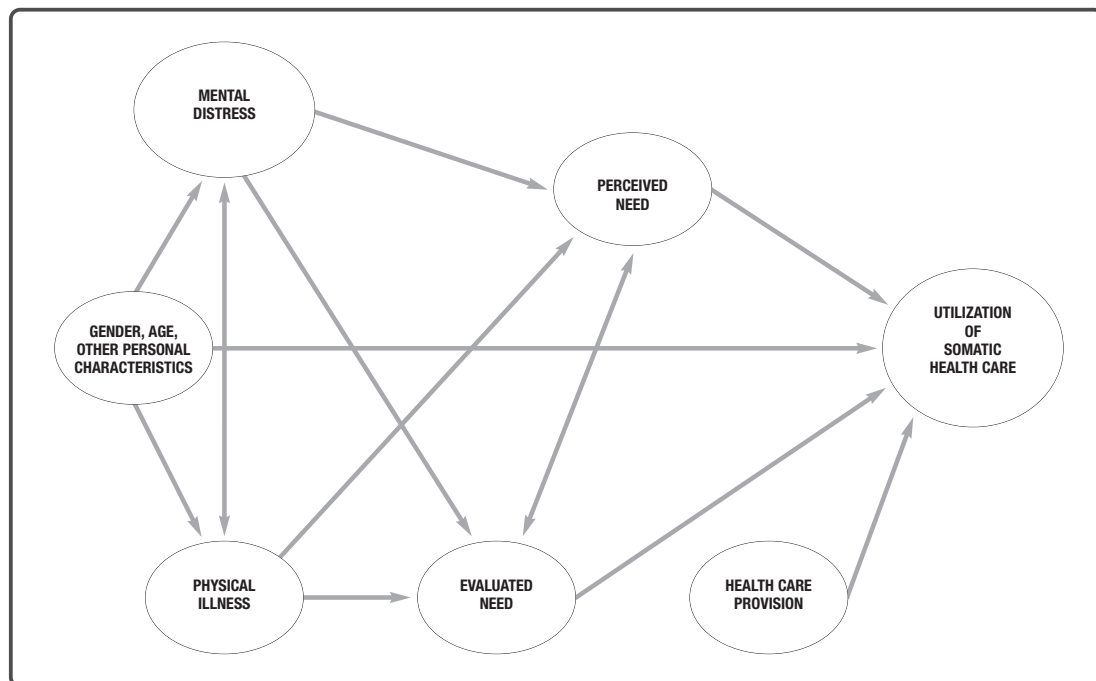 MENTAL
DISTRESS
PERCEIVED
NEED
GENDER, AGE,
OTHER PERSONAL
CHARACTERISTICS
UTILIZATION
OF
SOMATIC
HEALTH CARE
PHYSICAL
ILLNESS
EVALUATED
NEED
HEALTH CARE
PROVISION